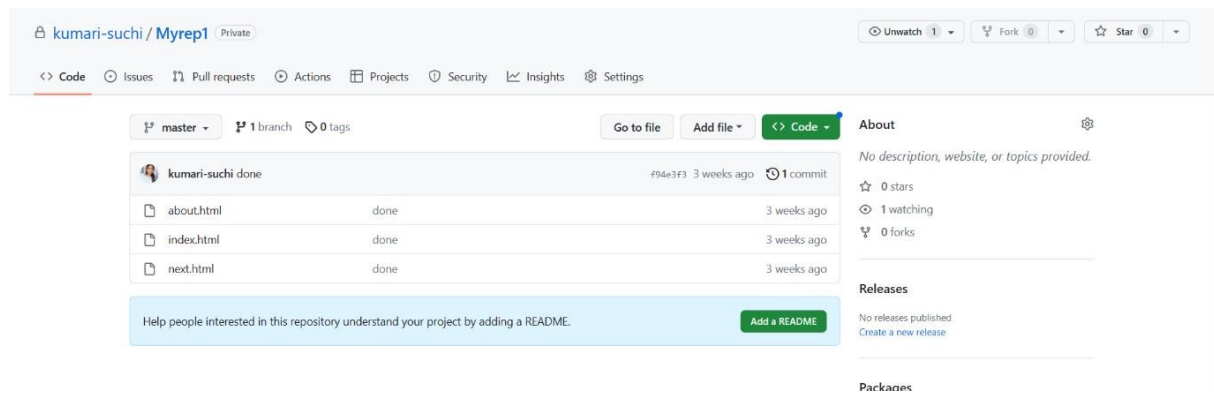 kumari-suchi / Myrep1 Private
Unwatch 1 Fork 0 Star 0
Code Issues Pull requests Actions Projects Security Insights Settings
master 1 branch 0 tags Go to file Add file Code
kumari-suchi done f94e3f3 3 weeks ago 1 commit
about.html done 3 weeks ago
index.html done 3 weeks ago
next.html done 3 weeks ago
Help people interested in this repository understand your project by adding a README. Add a README
About
No description, website, or topics provided.
0 stars
1 watching
0 forks
Releases
No releases published
Create a new release
Packages